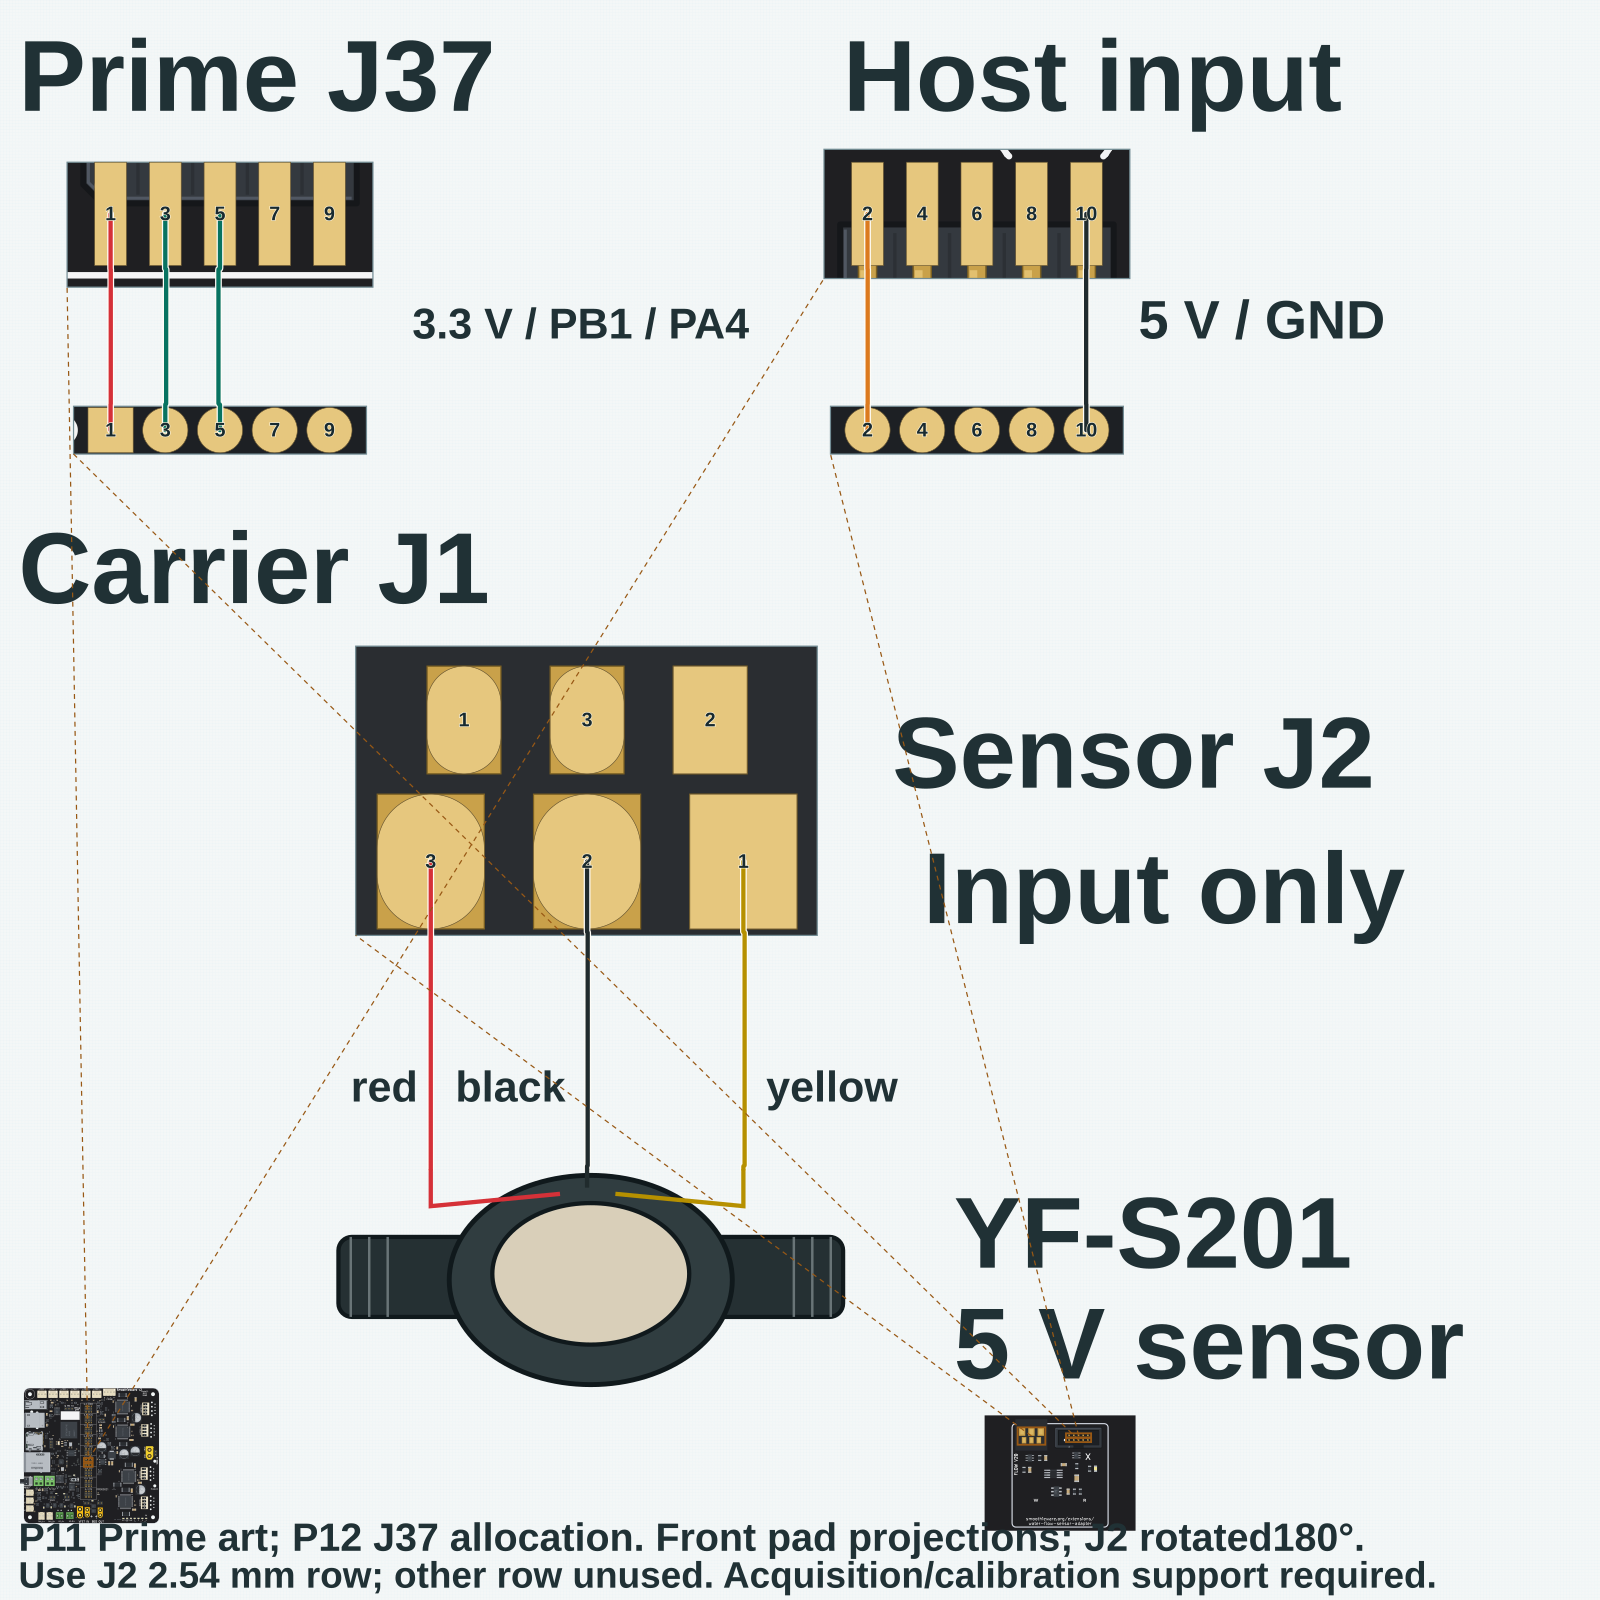 Prime J37
Host input
1 3 5 7 9
2 4 6 8 10
3.3 V / PB1 / PA4
5 V / GND
1 3 5 7 9
2 4 6 8 10
Carrier J1
1 3 2
Sensor J2
3 2 1
Input only
red black yellow
YF-S201
5 V sensor
P11 Prime art; P12 J37 allocation. Front pad projections; J2 rotated180°.
Use J2 2.54 mm row; other row unused. Acquisition/calibration support required.